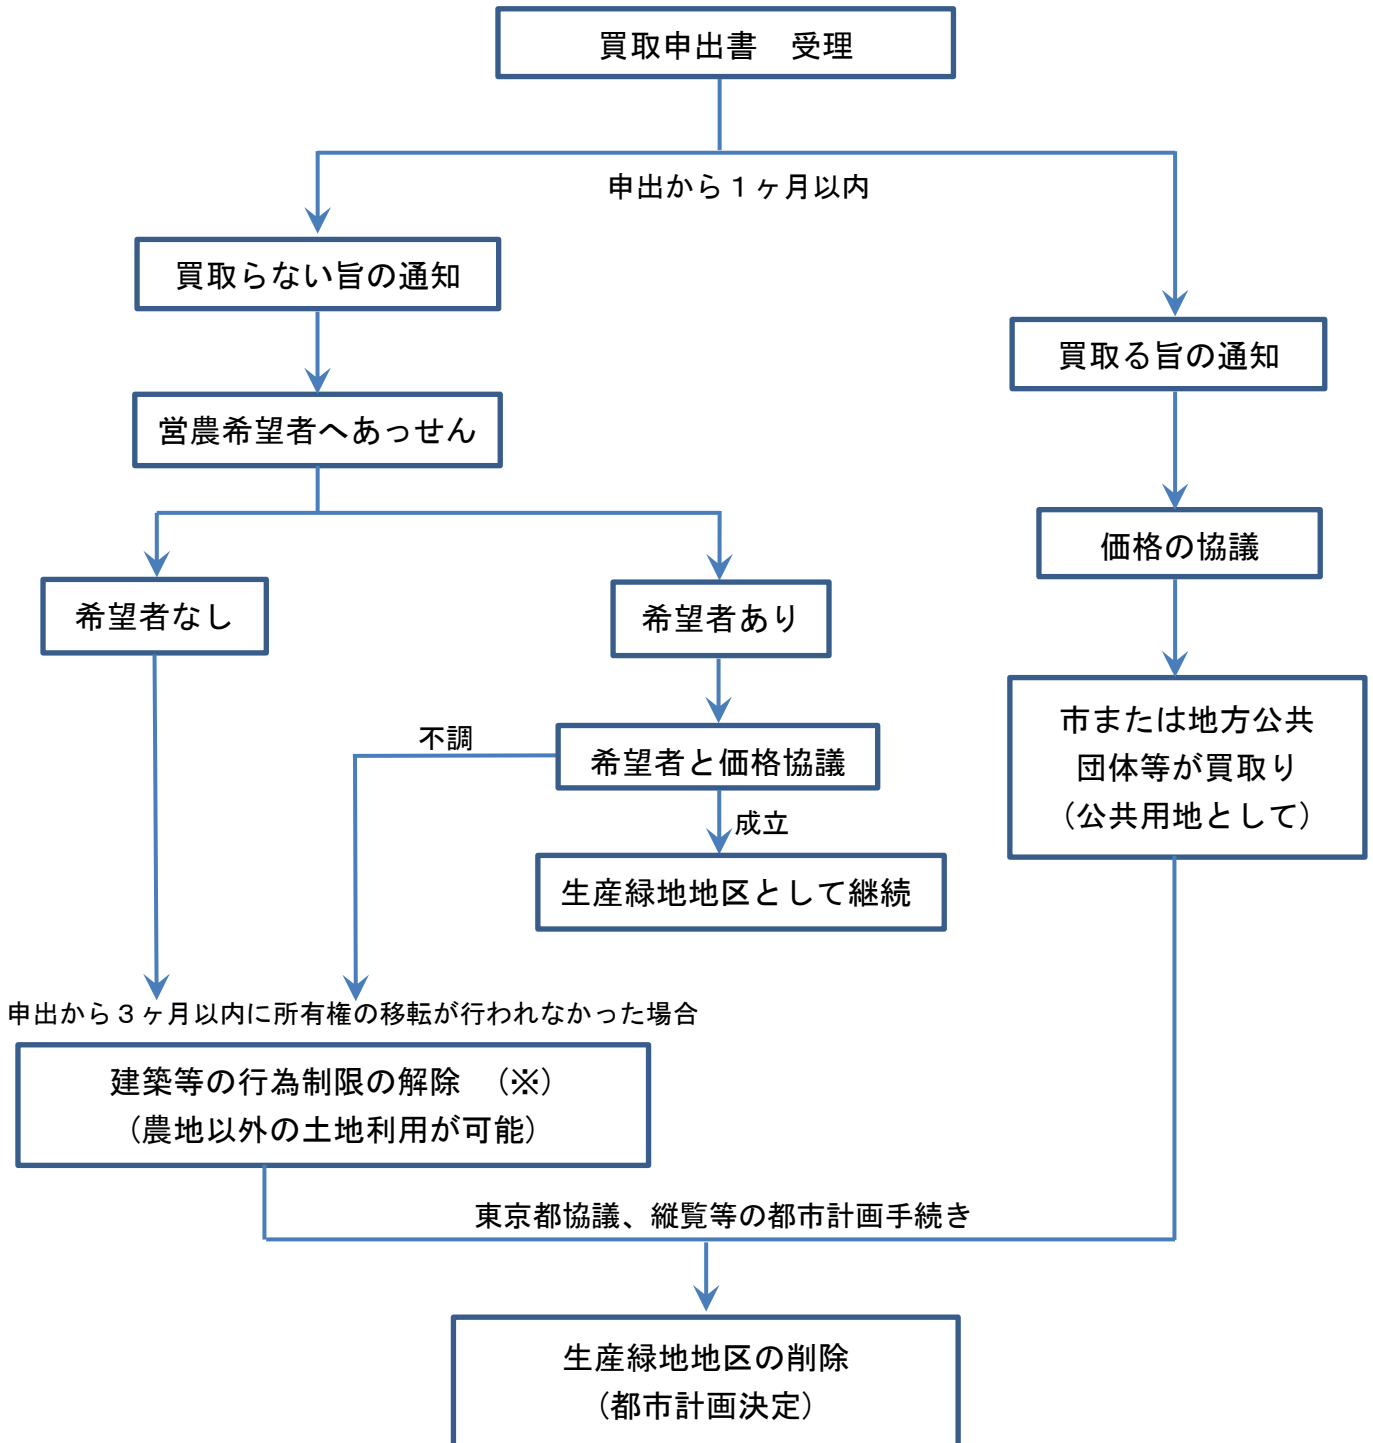 買取申出書　受理
申出から１ヶ月以内
買取らない旨の通知
買取る旨の通知
営農希望者へあっせん
価格の協議
希望者なし
希望者あり
市または地方公共
団体等が買取り
（公共用地として）
不調
希望者と価格協議
成立
生産緑地地区として継続
申出から３ヶ月以内に所有権の移転が行われなかった場合
建築等の行為制限の解除　（※）
（農地以外の土地利用が可能）
東京都協議、縦覧等の都市計画手続き
生産緑地地区の削除
（都市計画決定）